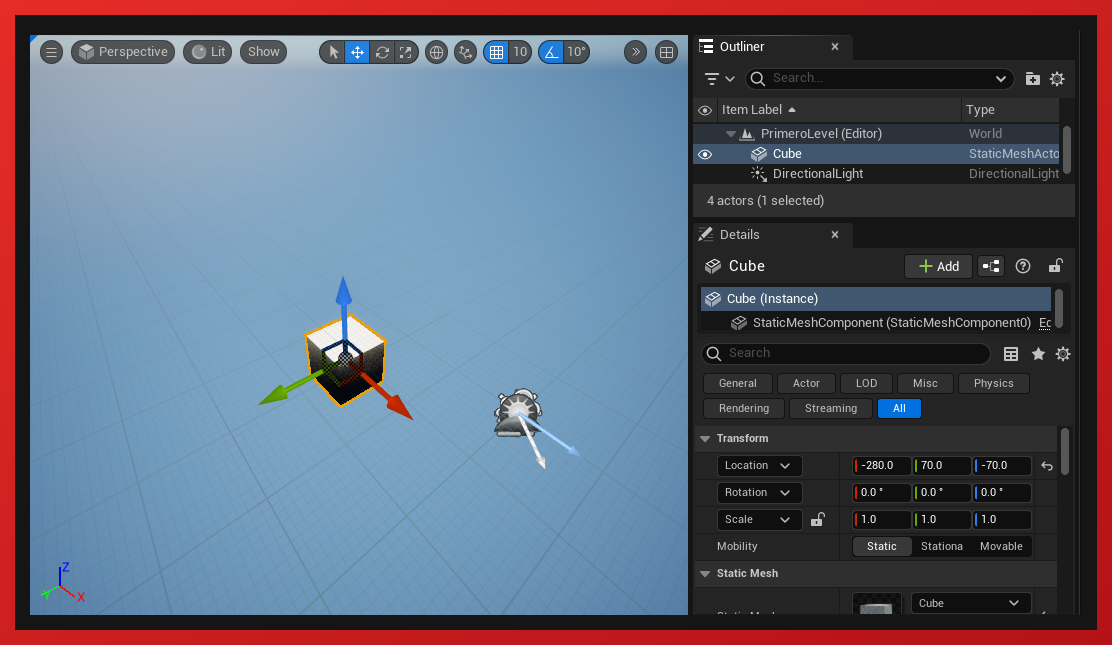 Perspective Lit Show 10 10°
Z
Y
X
Outliner
Search...
Item Label Type
PrimeroLevel (Editor) World
Cube StaticMeshActo
DirectionalLight DirectionalLight
4 actors (1 selected)
Details
Cube Add
Cube (Instance)
StaticMeshComponent (StaticMeshComponent0) Ec
Search
General Actor LOD Misc Physics
Rendering Streaming All
Transform
Location -280.0 70.0 -70.0
Rotation 0.0 ° 0.0 ° 0.0 °
Scale 1.0 1.0 1.0
Mobility Static Stationa Movable
Static Mesh
Cube